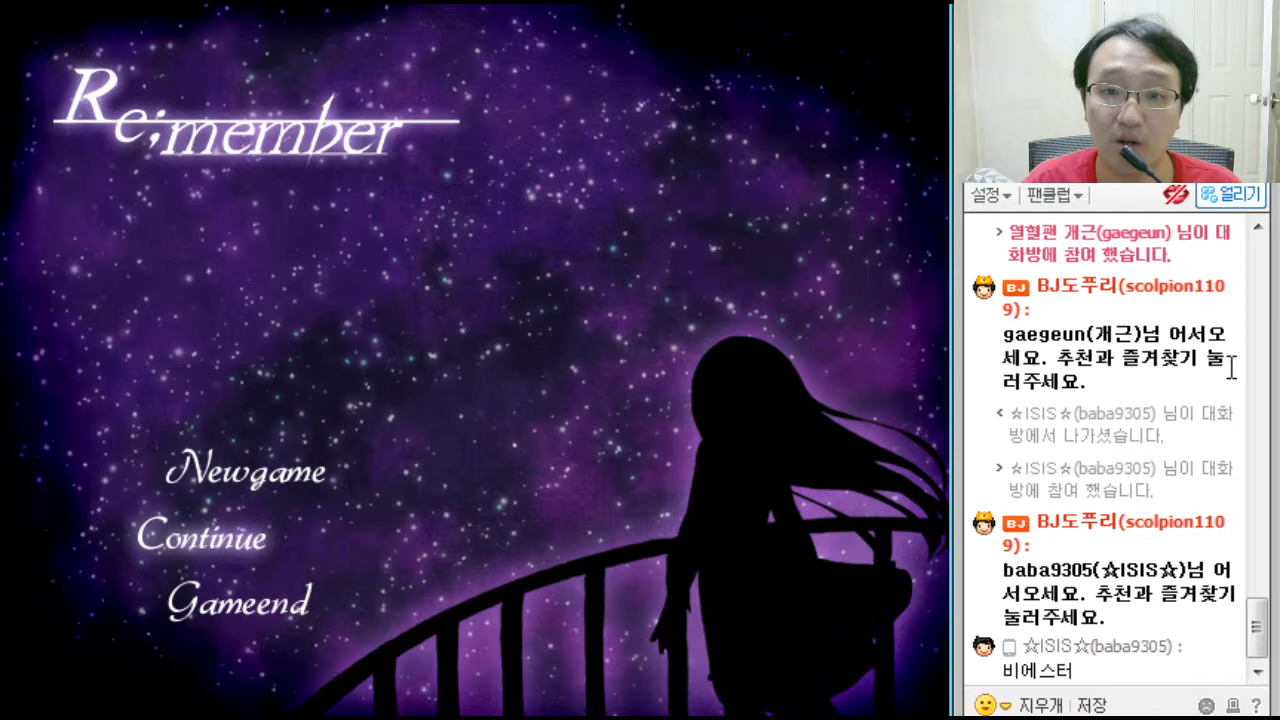 Re;member
Newgame
Continue
Gameend
설정
팬클럽
얼리기
> 열혈팬 개근(gaegeun) 님이 대
화방에 참여 했습니다.
BJ BJ도푸리(scolpion110
9) :
gaegeun(개근)님 어서오
세요. 추천과 즐겨찾기 눌
러주세요.
< ☆ISIS☆(baba9305) 님이 대화
방에서 나가셨습니다.
> ☆ISIS☆(baba9305) 님이 대화
방에 참여 했습니다.
BJ BJ도푸리(scolpion110
9) :
baba9305(☆ISIS☆)님 어
서오세요. 추천과 즐겨찾기
눌러주세요.
☆ISIS☆(baba9305) :
비에스터
지우개 | 저장
?